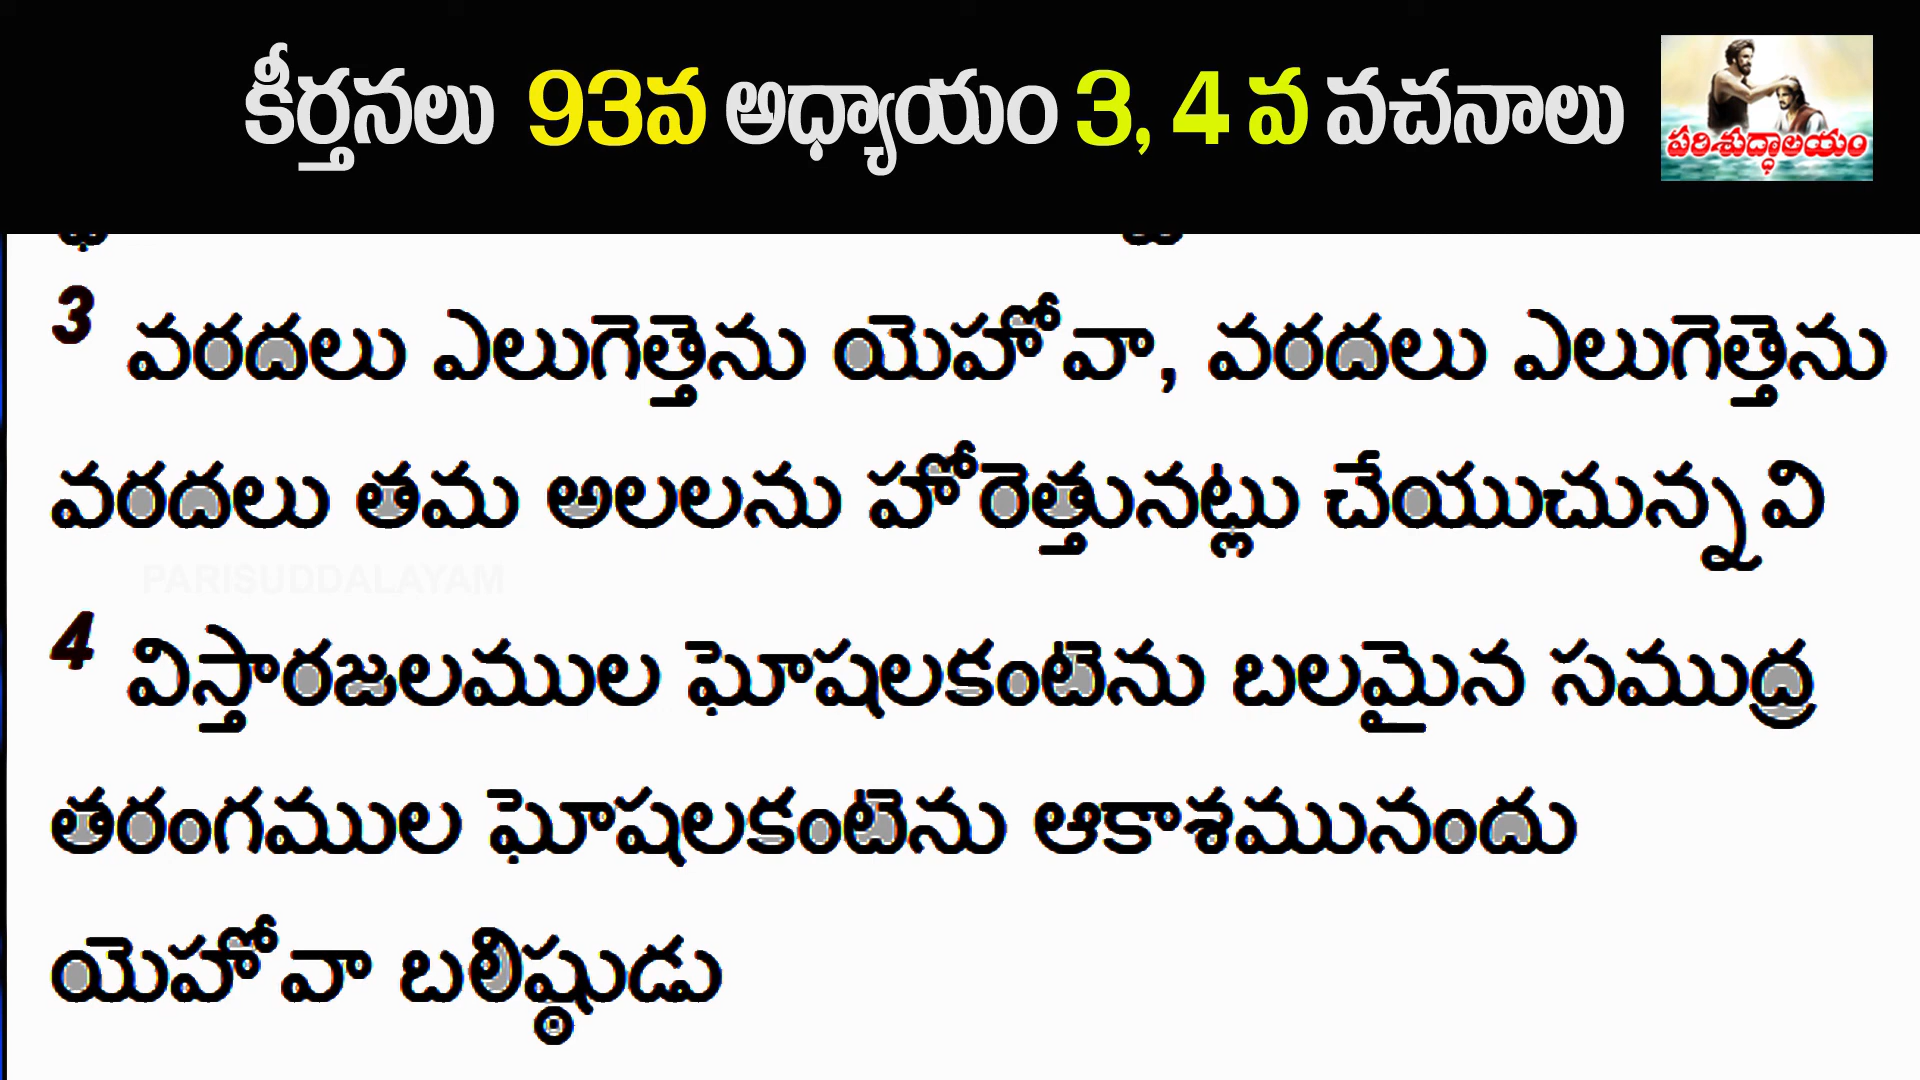 కీర్తనలు 93వ అధ్యాయం 3, 4 వ వచనాలు
పరిశుద్ధాలయం
3 వరదలు ఎలుగెత్తెను యెహోవా, వరదలు ఎలుగెత్తెను
వరదలు తమ అలలను హోరెత్తునట్లు చేయుచున్నవి
PARISUDDALAYAM
4 విస్తారజలముల ఘోషలకంటెను బలమైన సముద్ర
తరంగముల ఘోషలకంటెను ఆకాశమునందు
యెహోవా బలిష్ఠుడు